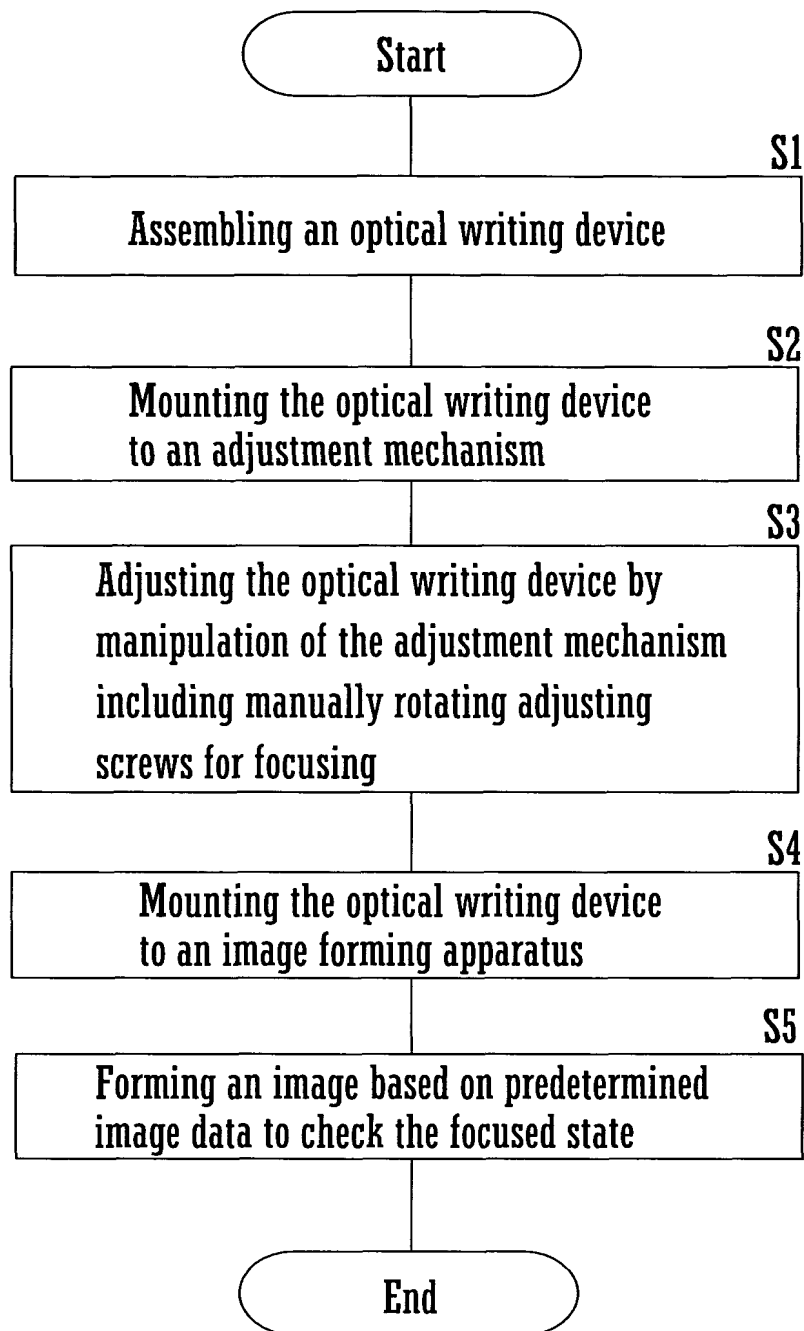 Start
S1
Assembling an optical writing device
S2
Mounting the optical writing device
to an adjustment mechanism
S3
Adjusting the optical writing device by
manipulation of the adjustment mechanism
including manually rotating adjusting
screws for focusing
S4
Mounting the optical writing device
to an image forming apparatus
S5
Forming an image based on predetermined
image data to check the focused state
End